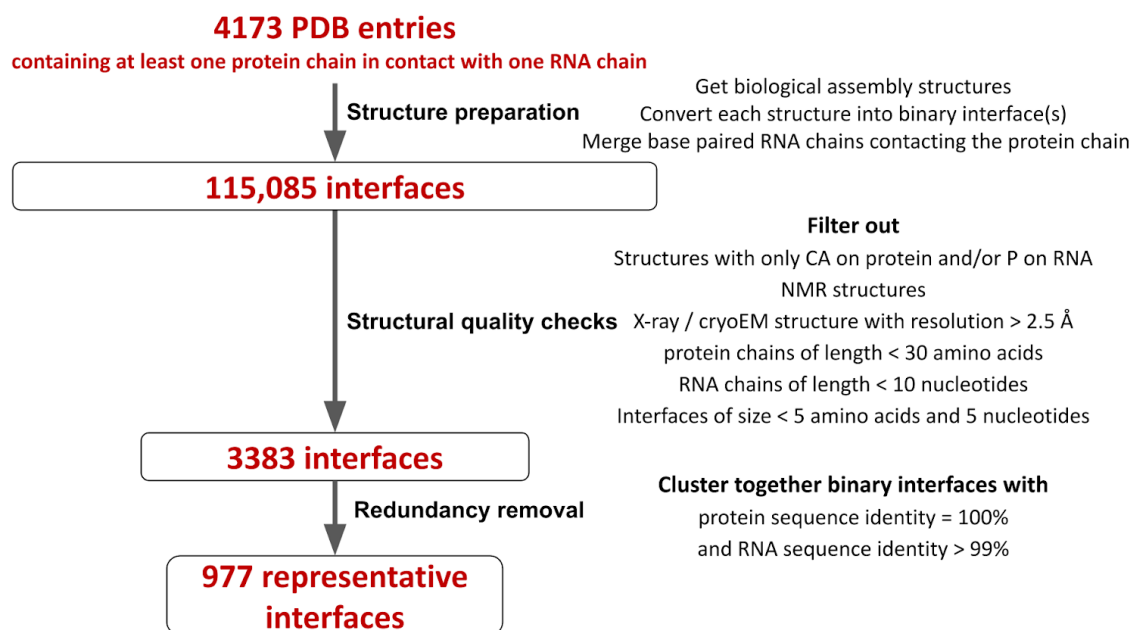 4173 PDB entries
containing at least one protein chain in contact with one RNA chain
Structure preparation
Get biological assembly structures
Convert each structure into binary interface(s)
Merge base paired RNA chains contacting the protein chain
115,085 interfaces
Structural quality checks
Filter out
Structures with only CA on protein and/or P on RNA
NMR structures
X-ray / cryoEM structure with resolution > 2.5 Å
protein chains of length < 30 amino acids
RNA chains of length < 10 nucleotides
Interfaces of size < 5 amino acids and 5 nucleotides
3383 interfaces
Redundancy removal
Cluster together binary interfaces with
protein sequence identity = 100%
and RNA sequence identity > 99%
977 representative
interfaces